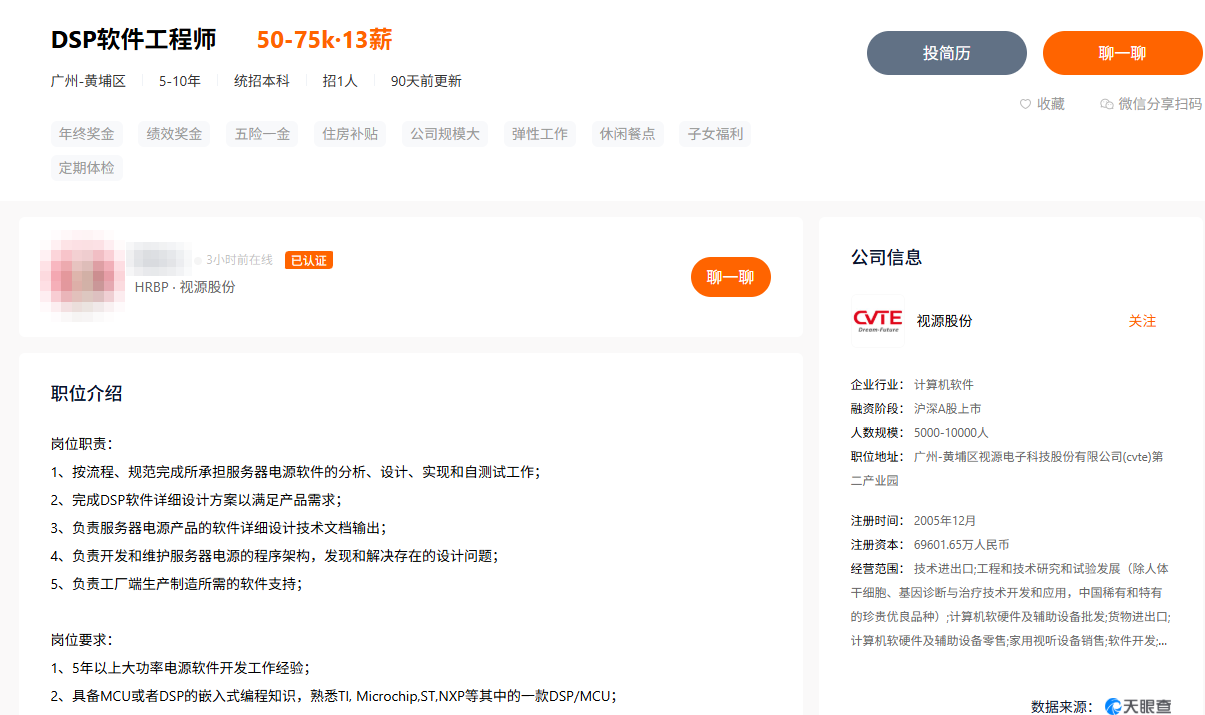 DSP软件工程师 50-75k·13薪
投简历 聊一聊
广州-黄埔区 5-10年 统招本科 招1人 90天前更新
收藏 微信分享扫码
年终奖金 绩效奖金 五险一金 住房补贴 公司规模大 弹性工作 休闲餐点 子女福利
定期体检
3小时前在线 已认证
HRBP · 视源股份
聊一聊
职位介绍
岗位职责：
1、按流程、规范完成所承担服务器电源软件的分析、设计、实现和自测试工作；
2、完成DSP软件详细设计方案以满足产品需求；
3、负责服务器电源产品的软件详细设计技术文档输出；
4、负责开发和维护服务器电源的程序架构，发现和解决存在的设计问题；
5、负责工厂端生产制造所需的软件支持；
岗位要求：
1、5年以上大功率电源软件开发工作经验；
2、具备MCU或者DSP的嵌入式编程知识，熟悉TI, Microchip,ST,NXP等其中的一款DSP/MCU；
公司信息
CVTE
Dream·Future
视源股份 关注
企业行业： 计算机软件
融资阶段： 沪深A股上市
人数规模： 5000-10000人
职位地址： 广州-黄埔区视源电子科技股份有限公司(cvte)第
二产业园
注册时间： 2005年12月
注册资本： 69601.65万人民币
经营范围： 技术进出口;工程和技术研究和试验发展（除人体
干细胞、基因诊断与治疗技术开发和应用，中国稀有和特有
的珍贵优良品种）;计算机软硬件及辅助设备批发;货物进出口;
计算机软硬件及辅助设备零售;家用视听设备销售;软件开发;...
数据来源： 天眼查